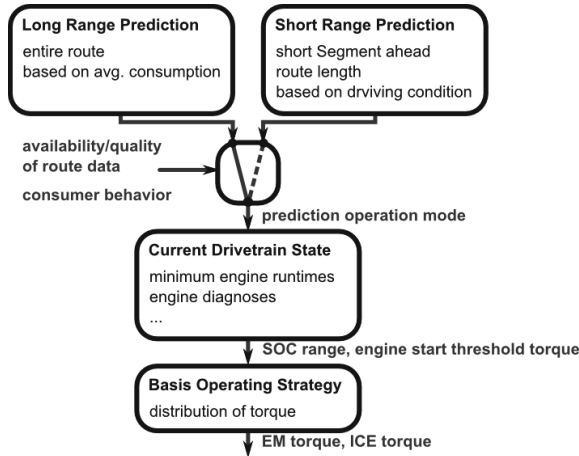 Long Range Prediction
entire route
based on avg. consumption
Short Range Prediction
short Segment ahead
route length
based on drviving condition
availability/quality
of route data
consumer behavior
prediction operation mode
Current Drivetrain State
minimum engine runtimes
engine diagnoses
...
SOC range, engine start threshold torque
Basis Operating Strategy
distribution of torque
EM torque, ICE torque